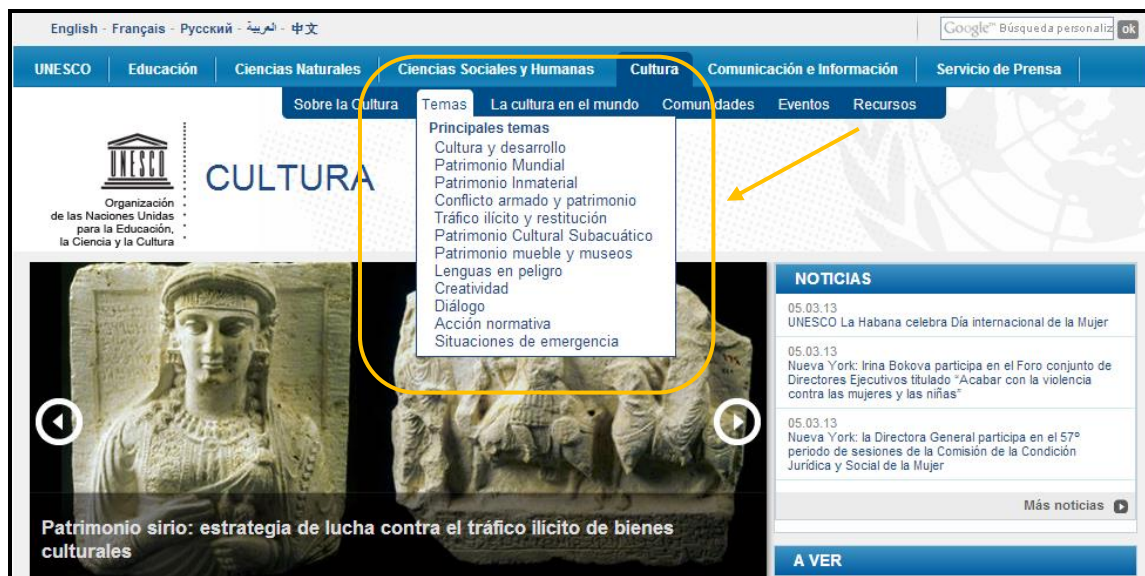 English - Français - Русский - العربية - 中文
Google™ Búsqueda personaliz ok
UNESCO Educación Ciencias Naturales Ciencias Sociales y Humanas Cultura Comunicación e Información Servicio de Prensa
Sobre la Cultura Temas La cultura en el mundo Comunidades Eventos Recursos
Principales temas
Cultura y desarrollo
Patrimonio Mundial
Patrimonio Inmaterial
Conflicto armado y patrimonio
Tráfico ilícito y restitución
Patrimonio Cultural Subacuático
Patrimonio mueble y museos
Lenguas en peligro
Creatividad
Diálogo
Acción normativa
Situaciones de emergencia
UNESCO
Organización
de las Naciones Unidas
para la Educación,
la Ciencia y la Cultura
CULTURA
Patrimonio sirio: estrategia de lucha contra el tráfico ilícito de bienes
culturales
NOTICIAS
05.03.13
UNESCO La Habana celebra Día internacional de la Mujer
05.03.13
Nueva York: Irina Bokova participa en el Foro conjunto de
Directores Ejecutivos titulado "Acabar con la violencia
contra las mujeres y las niñas"
05.03.13
Nueva York: la Directora General participa en el 57º
periodo de sesiones de la Comisión de la Condición
Jurídica y Social de la Mujer
Más noticias
A VER